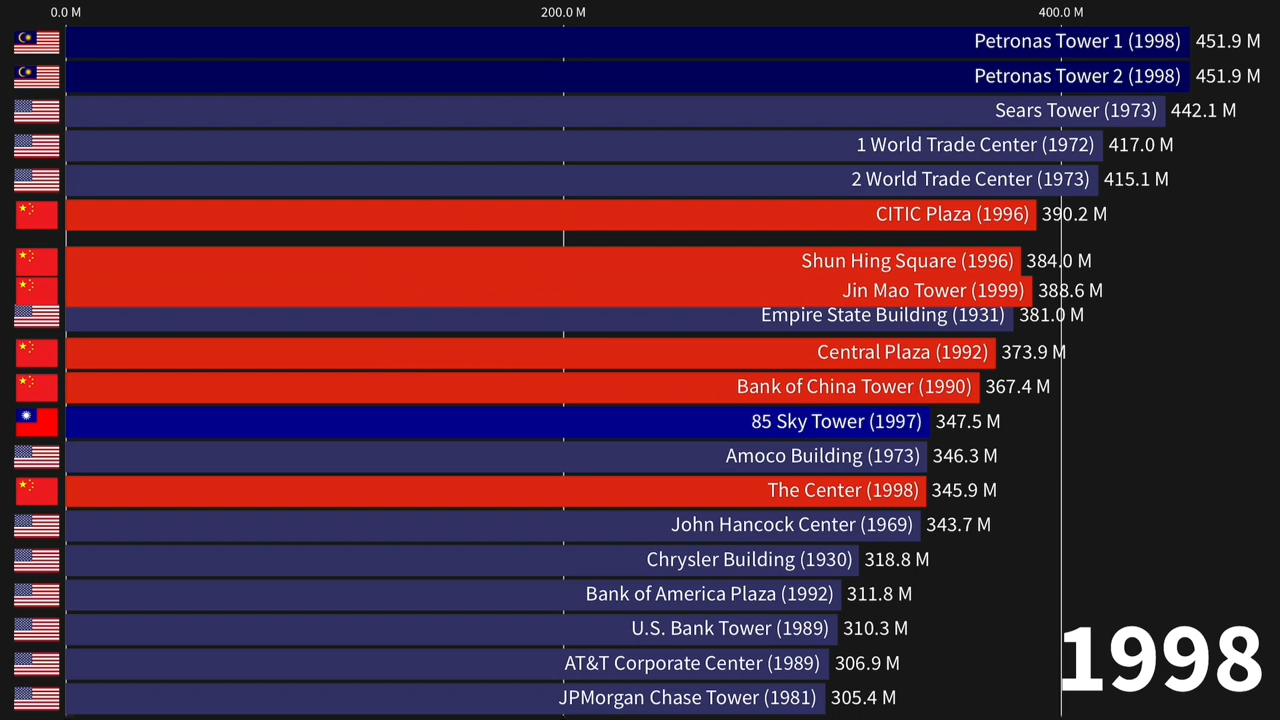 0.0 M 200.0 M 400.0 M
Petronas Tower 1 (1998) 451.9 M
Petronas Tower 2 (1998) 451.9 M
Sears Tower (1973) 442.1 M
1 World Trade Center (1972) 417.0 M
2 World Trade Center (1973) 415.1 M
CITIC Plaza (1996) 390.2 M
Shun Hing Square (1996) 384.0 M
Jin Mao Tower (1999) 388.6 M
Empire State Building (1931) 381.0 M
Central Plaza (1992) 373.9 M
Bank of China Tower (1990) 367.4 M
85 Sky Tower (1997) 347.5 M
Amoco Building (1973) 346.3 M
The Center (1998) 345.9 M
John Hancock Center (1969) 343.7 M
Chrysler Building (1930) 318.8 M
Bank of America Plaza (1992) 311.8 M
U.S. Bank Tower (1989) 310.3 M
AT&T Corporate Center (1989) 306.9 M
JPMorgan Chase Tower (1981) 305.4 M
1998